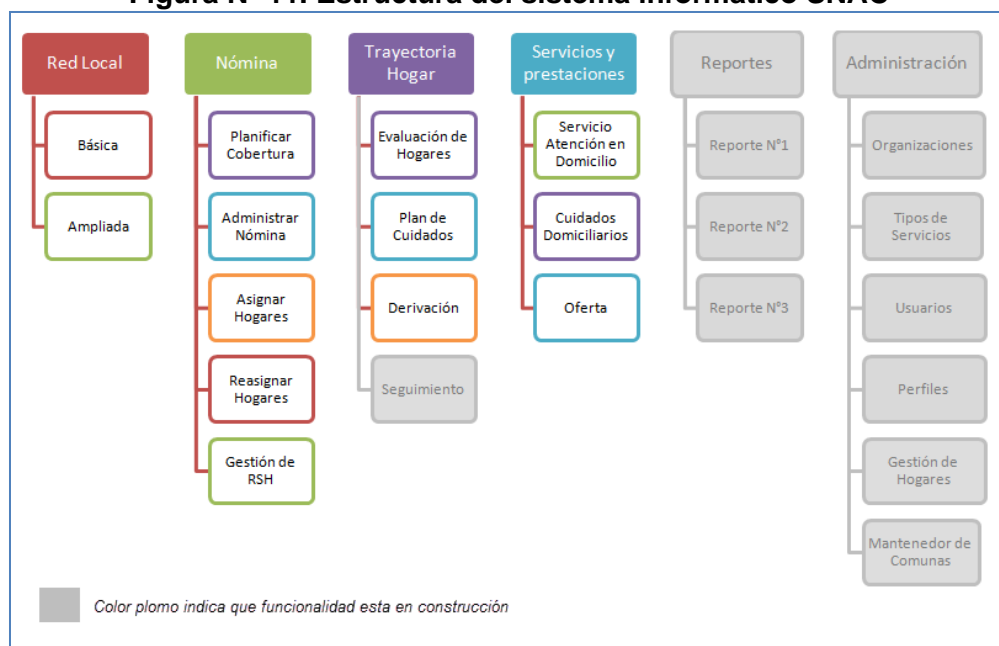 Red Local
Básica
Ampliada
Nómina
Planificar
Cobertura
Administrar
Nómina
Asignar
Hogares
Reasignar
Hogares
Gestión de
RSH
Trayectoria
Hogar
Evaluación de
Hogares
Plan de
Cuidados
Derivación
Seguimiento
Servicios y
prestaciones
Servicio
Atención en
Domicilio
Cuidados
Domiciliarios
Oferta
Reportes
Reporte N°1
Reporte N°2
Reporte N°3
Administración
Organizaciones
Tipos de
Servicios
Usuarios
Perfiles
Gestión de
Hogares
Mantenedor de
Comunas
Color plomo indica que funcionalidad esta en construcción